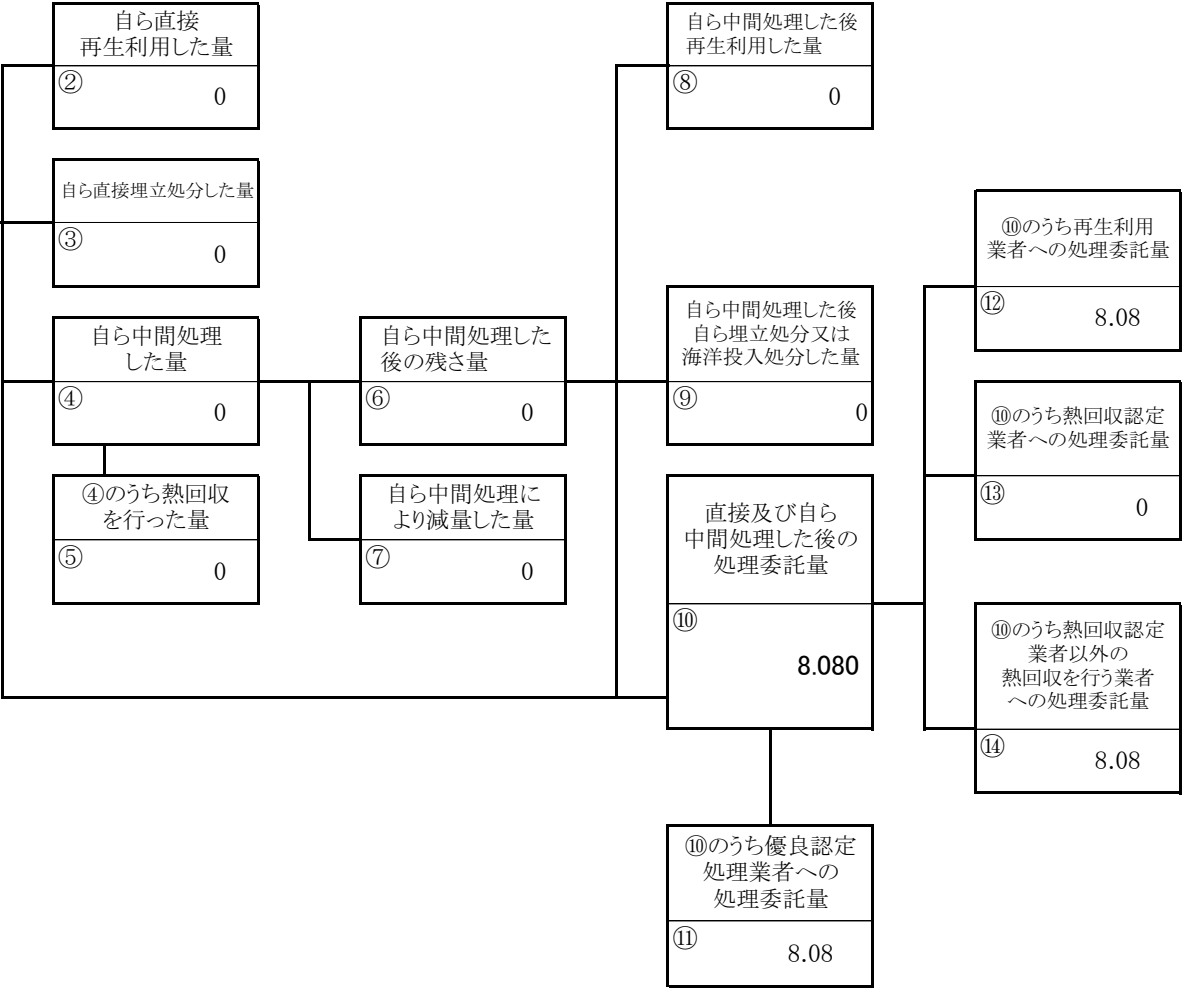 自ら直接
再生利用した量
②
0
自ら直接埋立処分した量
③
0
自ら中間処理
した量
④
0
④のうち熱回収
を行った量
⑤
0
自ら中間処理した
後の残さ量
⑥
0
自ら中間処理に
より減量した量
⑦
0
自ら中間処理した後
再生利用した量
⑧
0
自ら中間処理した後
自ら埋立処分又は
海洋投入処分した量
⑨
0
直接及び自ら
中間処理した後の
処理委託量
⑩
8.080
⑩のうち優良認定
処理業者への
処理委託量
⑪
8.08
⑩のうち再生利用
業者への処理委託量
⑫
8.08
⑩のうち熱回収認定
業者への処理委託量
⑬
0
⑩のうち熱回収認定
業者以外の
熱回収を行う業者
への処理委託量
⑭
8.08